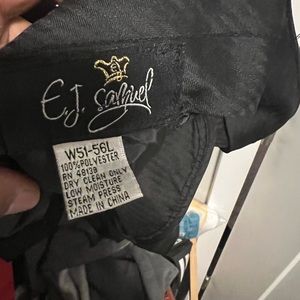 E.J. Samuel
W51-56L
100% POLYESTER
RN 49139
DRY CLEAN ONLY
LOW MOISTURE
STEAM PRESS
MADE IN CHINA